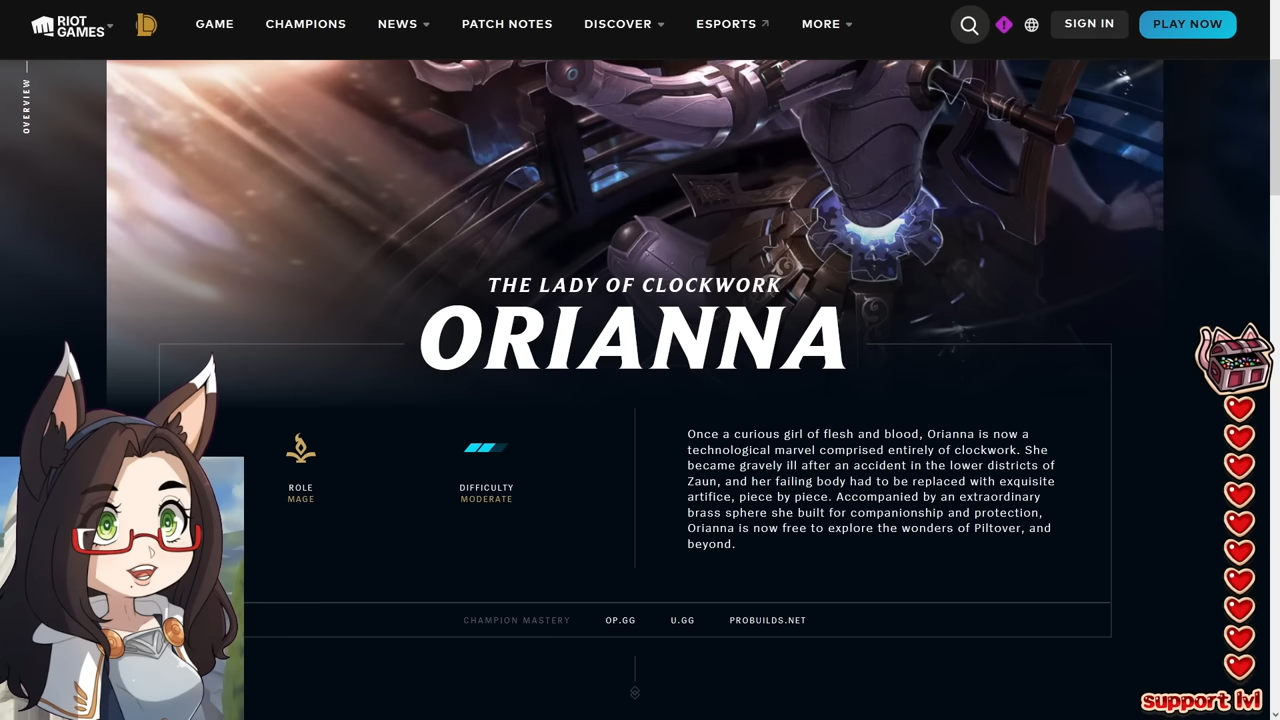 RIOT
GAMES
GAME
CHAMPIONS
NEWS
PATCH NOTES
DISCOVER
ESPORTS
MORE
SIGN IN
PLAY NOW
OVERVIEW
THE LADY OF CLOCKWORK
ORIANNA
ROLE
MAGE
DIFFICULTY
MODERATE
Once a curious girl of flesh and blood, Orianna is now a
technological marvel comprised entirely of clockwork. She
became gravely ill after an accident in the lower districts of
Zaun, and her failing body had to be replaced with exquisite
artifice, piece by piece. Accompanied by an extraordinary
brass sphere she built for companionship and protection,
Orianna is now free to explore the wonders of Piltover, and
beyond.
CHAMPION MASTERY
OP.GG
U.GG
PROBUILDS.NET
support lvl